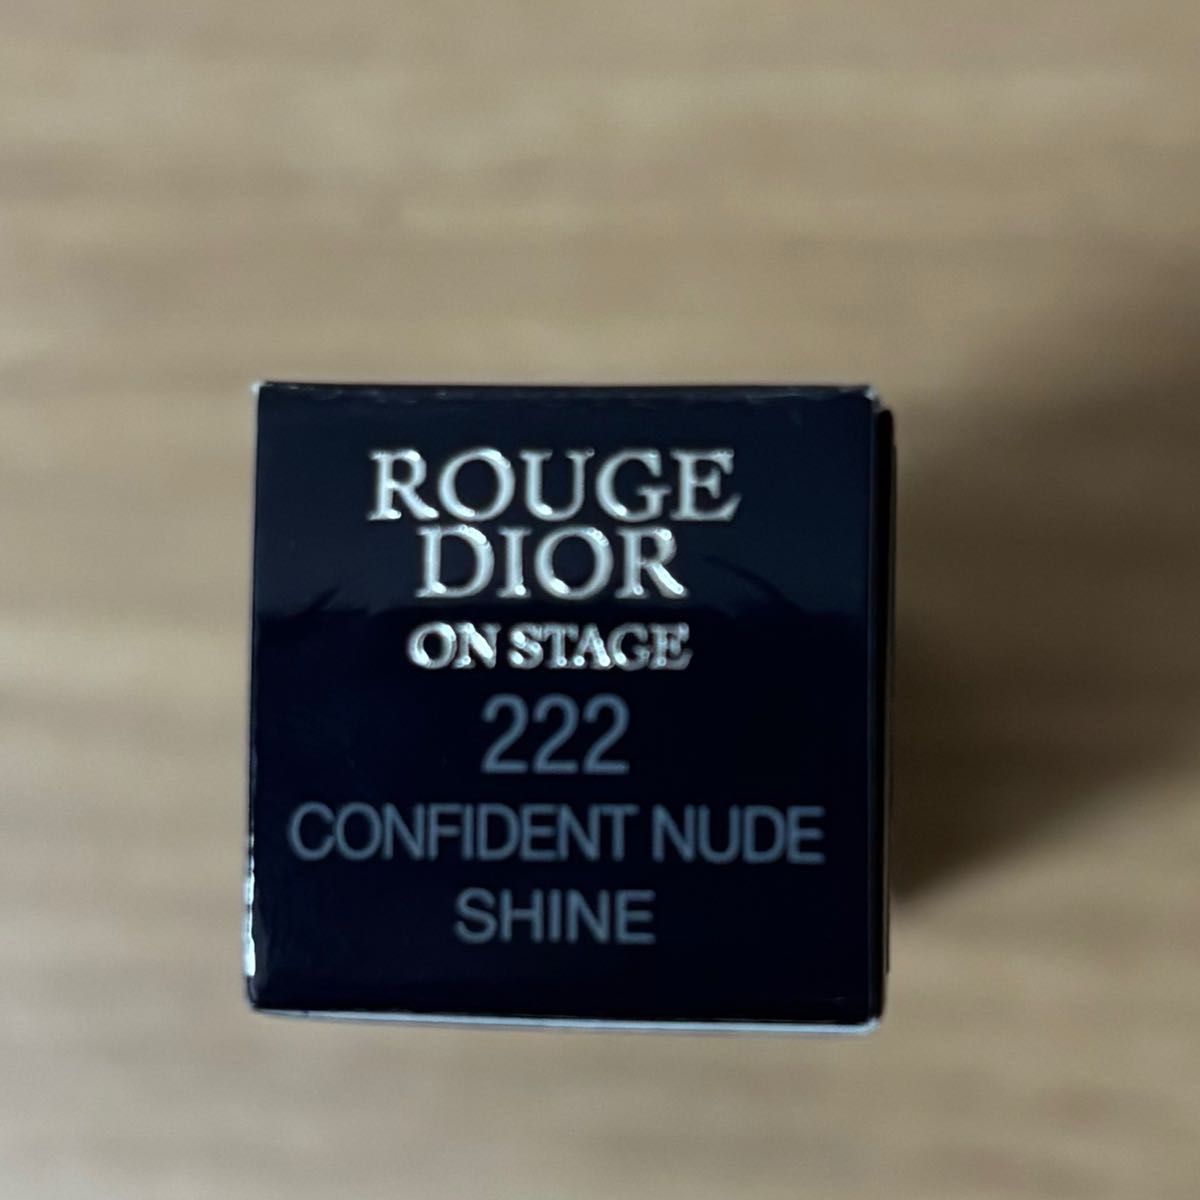 ROUGE
DIOR
ON STAGE
222
CONFIDENT NUDE
SHINE